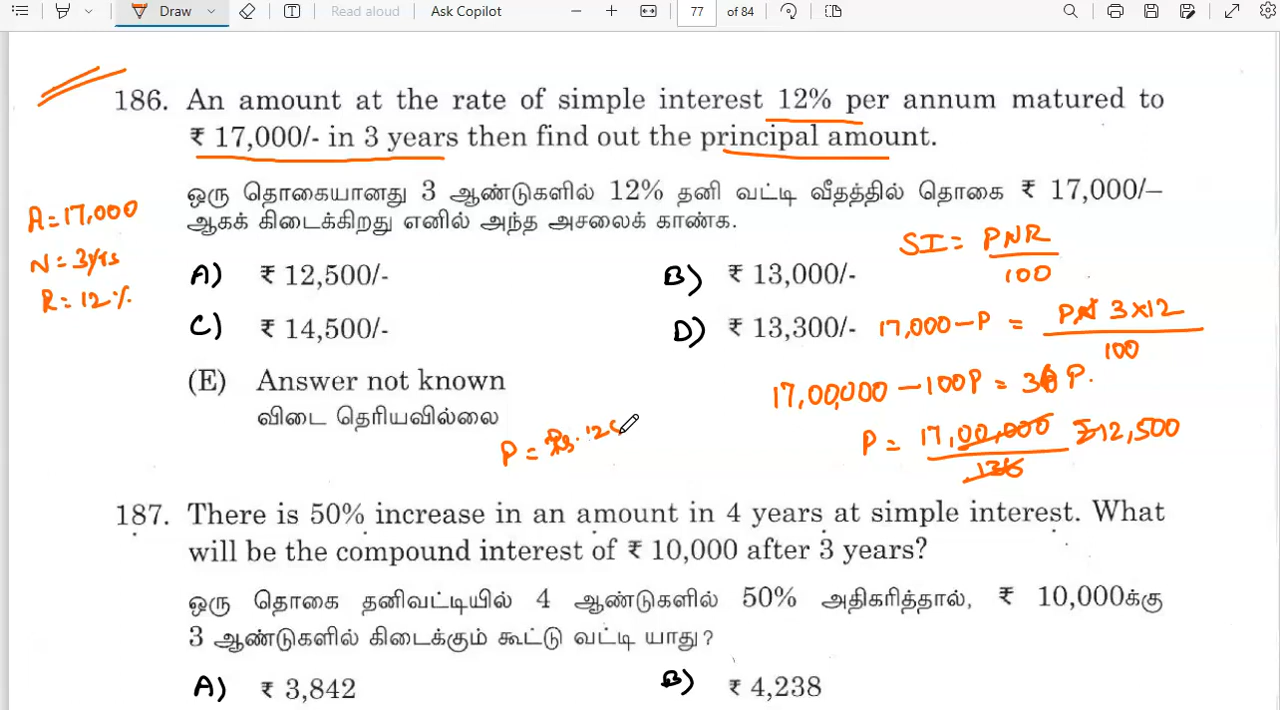 Draw Read aloud Ask Copilot 77 of 84
186. An amount at the rate of simple interest 12% per annum matured to
₹ 17,000/- in 3 years then find out the principal amount.
ஒரு தொகையானது 3 ஆண்டுகளில் 12% தனி வட்டி வீதத்தில் தொகை ₹ 17,000/–
ஆகக் கிடைக்கிறது எனில் அந்த அசலைக் காண்க.
A = 17,000
N = 3yrs
R = 12%
SI = PNR
100
A) ₹ 12,500/- B) ₹ 13,000/-
C) ₹ 14,500/- D) ₹ 13,300/-
17,000 – P = P× 3×12
100
(E) Answer not known
விடை தெரியவில்லை
17,00,000 – 100P = 36 P.
P = 17,00,000 = 12,500
136
P = Rs.
187. There is 50% increase in an amount in 4 years at simple interest. What
will be the compound interest of ₹ 10,000 after 3 years?
ஒரு தொகை தனிவட்டியில் 4 ஆண்டுகளில் 50% அதிகரித்தால், ₹ 10,000க்கு
3 ஆண்டுகளில் கிடைக்கும் கூட்டு வட்டி யாது?
A) ₹ 3,842 B) ₹ 4,238